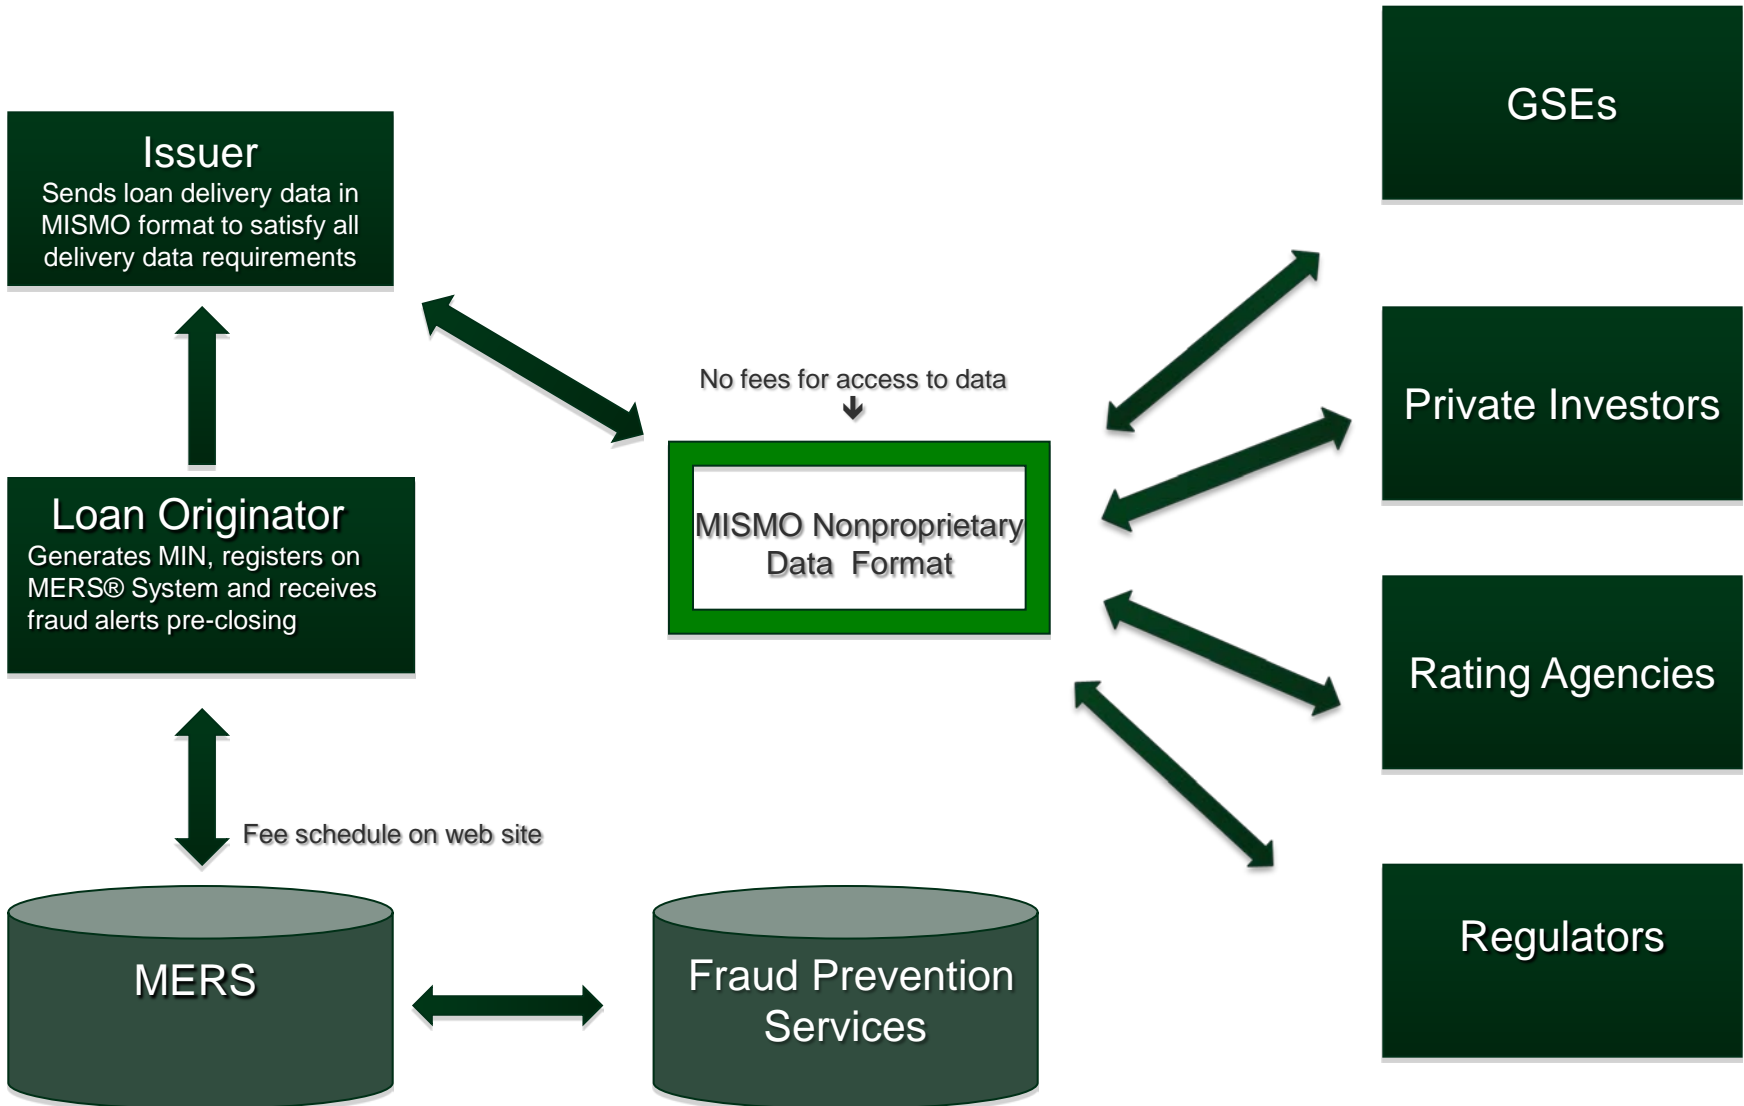 GSEs
Issuer
Sends loan delivery data in
MISMO format to satisfy all
delivery data requirements
No fees for access to data
Private Investors
Loan Originator
Generates MIN, registers on
MERS® System and receives
fraud alerts pre-closing
MISMO Nonproprietary
Data Format
Rating Agencies
Fee schedule on web site
MERS
Fraud Prevention
Services
Regulators